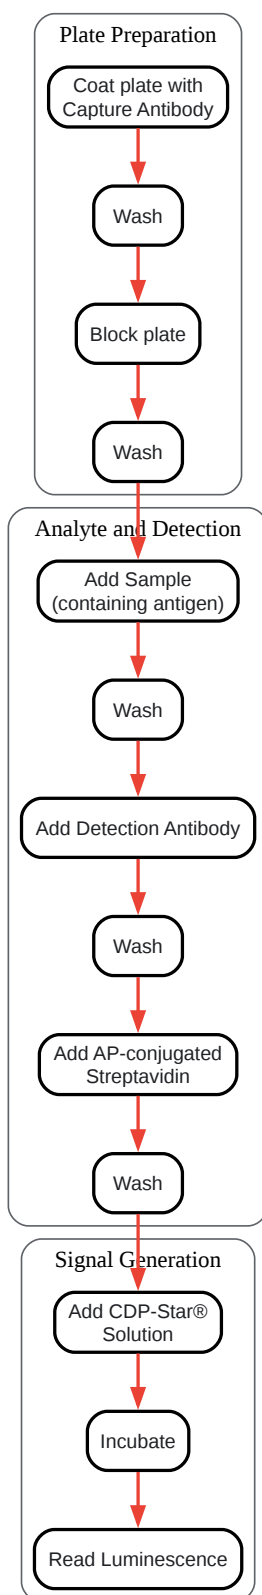 Plate Preparation
Coat plate with
Capture Antibody
Wash
Block plate
Wash
Analyte and Detection
Add Sample
(containing antigen)
Wash
Add Detection Antibody
Wash
Add AP-conjugated
Streptavidin
Wash
Signal Generation
Add CDP-Star®
Solution
Incubate
Read Luminescence